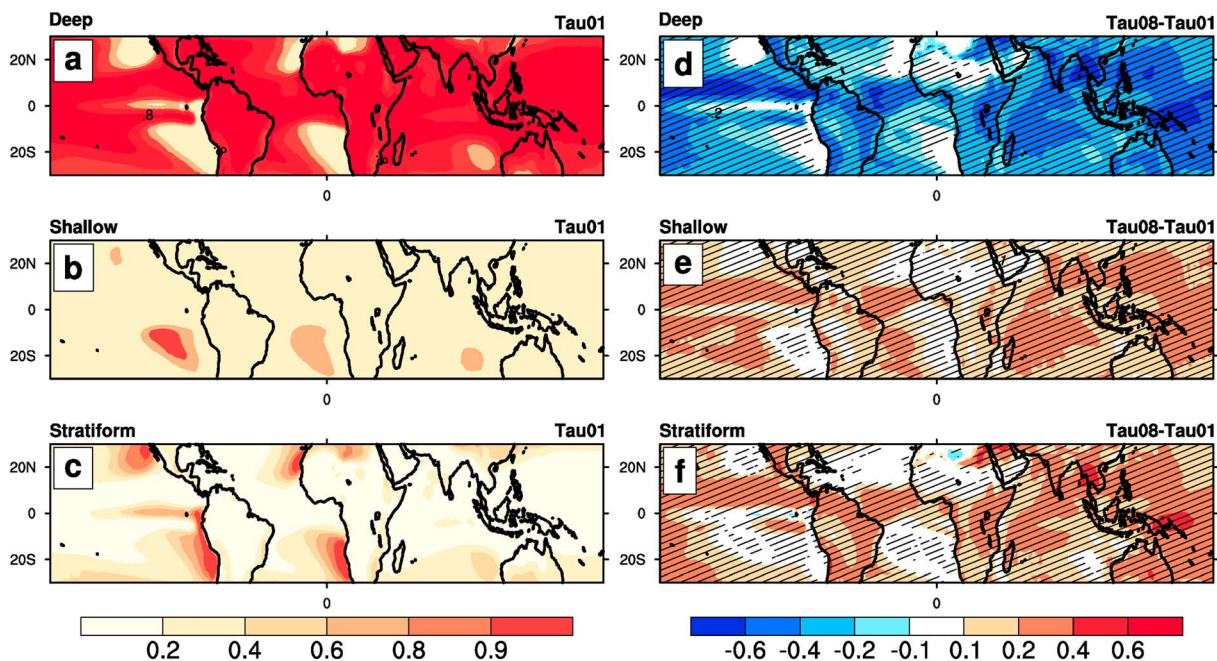 Deep Tau01
a
20N
0
.8
20S
0
Deep Tau08-Tau01
d
20N
0
-.2
20S
0
Shallow Tau01
b
20N
0
20S
0
Shallow Tau08-Tau01
e
20N
0
20S
0
Stratiform Tau01
c
20N
0
20S
0
Stratiform Tau08-Tau01
f
20N
0
20S
0
0.2 0.4 0.6 0.8 0.9
-0.6 -0.4 -0.2 -0.1 0.1 0.2 0.4 0.6